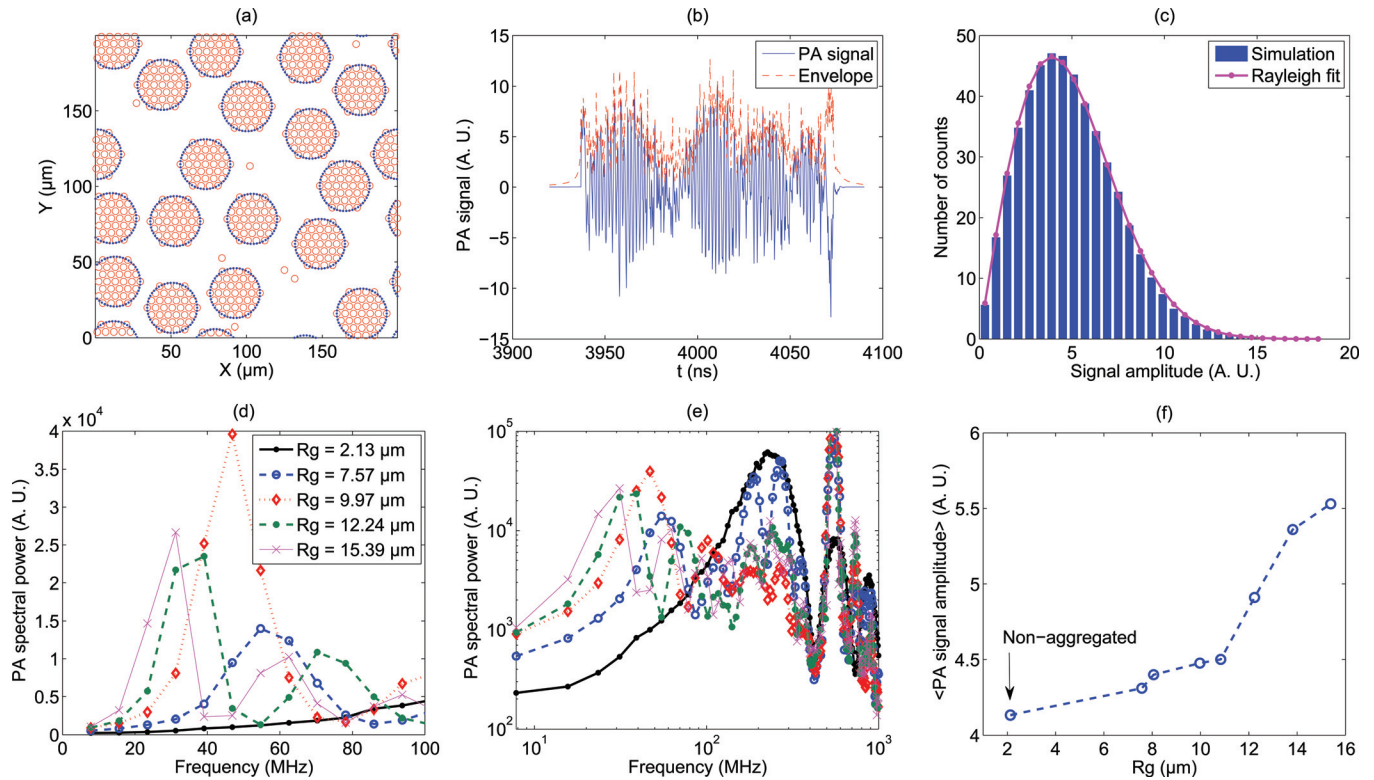 (a)
Y (µm)
150
100
50
0
50
100
150
X (µm)
(b)
PA signal (A. U.)
15
10
5
0
−5
−10
−15
3900
3950
4000
4050
4100
t (ns)
PA signal
Envelope
(c)
Number of counts
50
40
30
20
10
0
0
5
10
15
20
Signal amplitude (A. U.)
Simulation
Rayleigh fit
(d)
x 10^4
PA spectral power (A. U.)
4
3.5
3
2.5
2
1.5
1
0.5
0
0
20
40
60
80
100
Frequency (MHz)
Rg = 2.13 µm
Rg = 7.57 µm
Rg = 9.97 µm
Rg = 12.24 µm
Rg = 15.39 µm
(e)
PA spectral power (A. U.)
10^5
10^4
10^3
10^2
10^1
10^2
10^3
Frequency (MHz)
(f)
<PA signal amplitude> (A. U.)
6
5.5
5
4.5
4
Non−aggregated
2
4
6
8
10
12
14
16
Rg (µm)